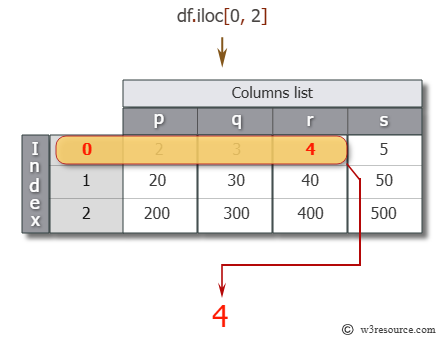 df.iloc[0, 2]
Columns list
p q r s
Index
0 2 3 4 5
1 20 30 40 50
2 200 300 400 500
4
© w3resource.com